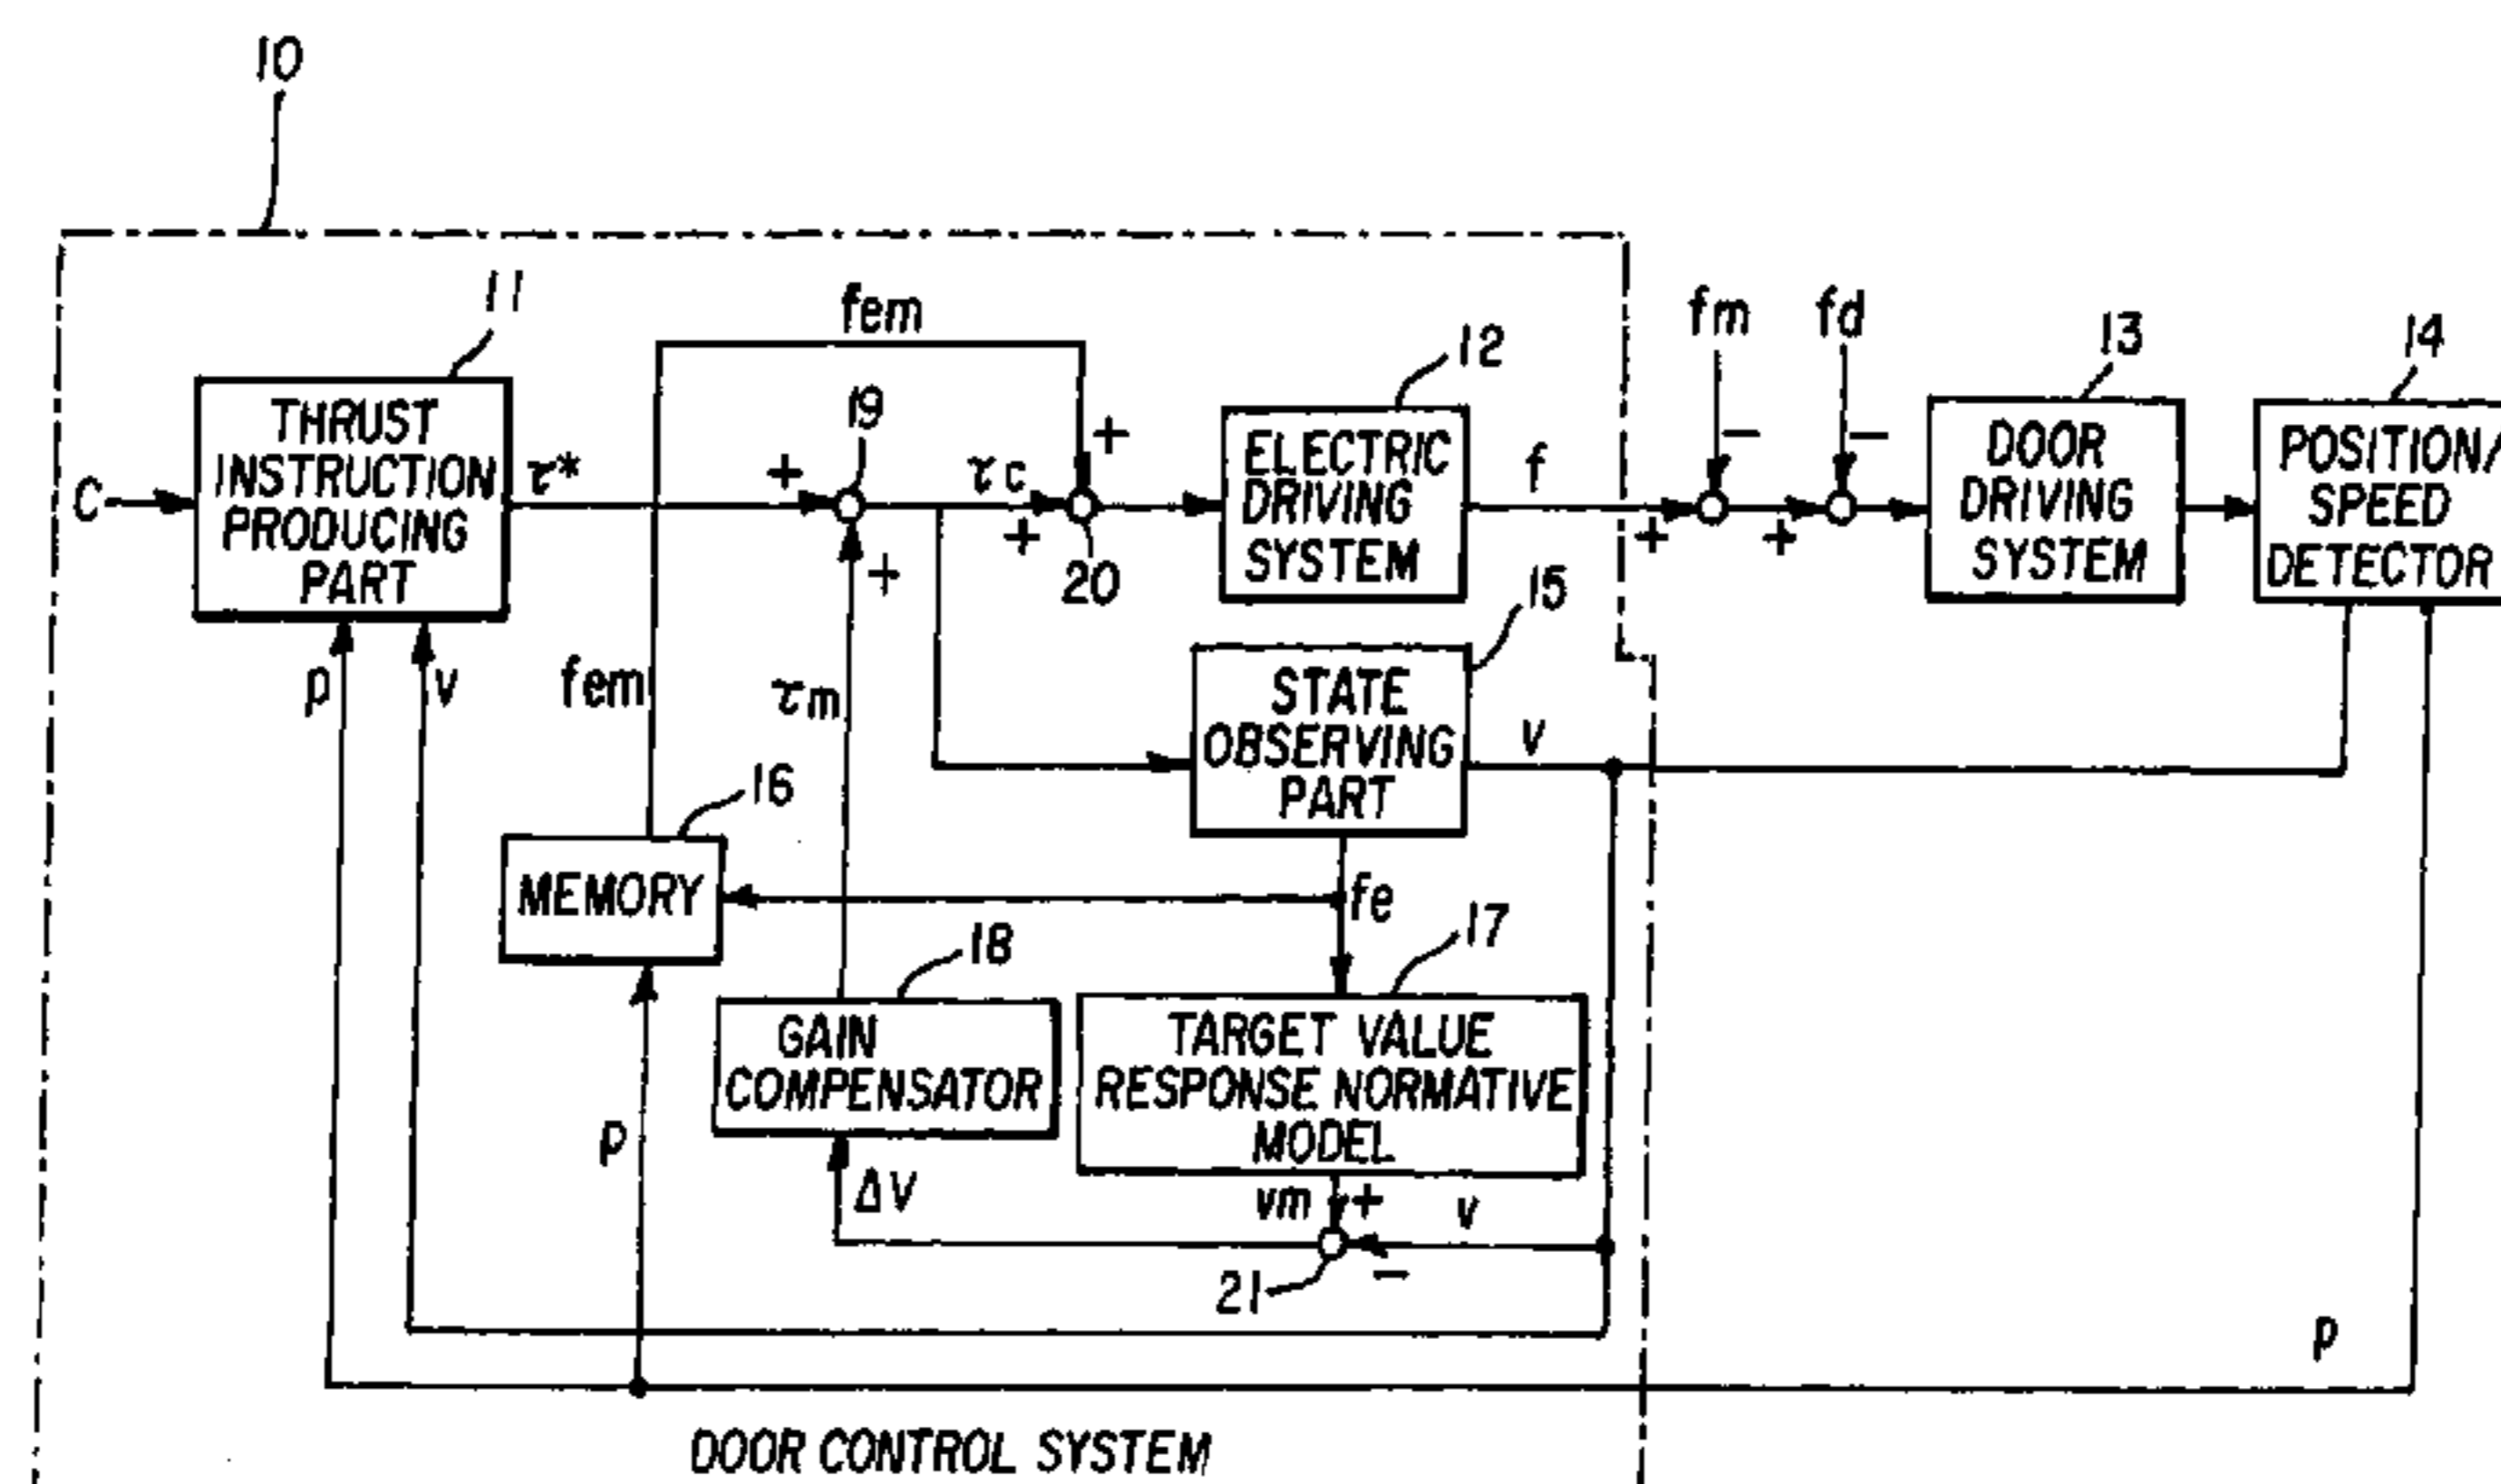 10
11
THRUST
INSTRUCTION
PRODUCING
PART
C
τ*
p
v
fem
fem
19
+
+
τc
+
+
20
τm
12
ELECTRIC
DRIVING
SYSTEM
f
+
fm
−
+
fd
−
13
DOOR
DRIVING
SYSTEM
14
POSITION/
SPEED
DETECTOR
15
STATE
OBSERVING
PART
v
16
MEMORY
fe
17
TARGET VALUE
RESPONSE NORMATIVE
MODEL
18
GAIN
COMPENSATOR
p
ΔV
vm
+
v
−
21
p
DOOR CONTROL SYSTEM